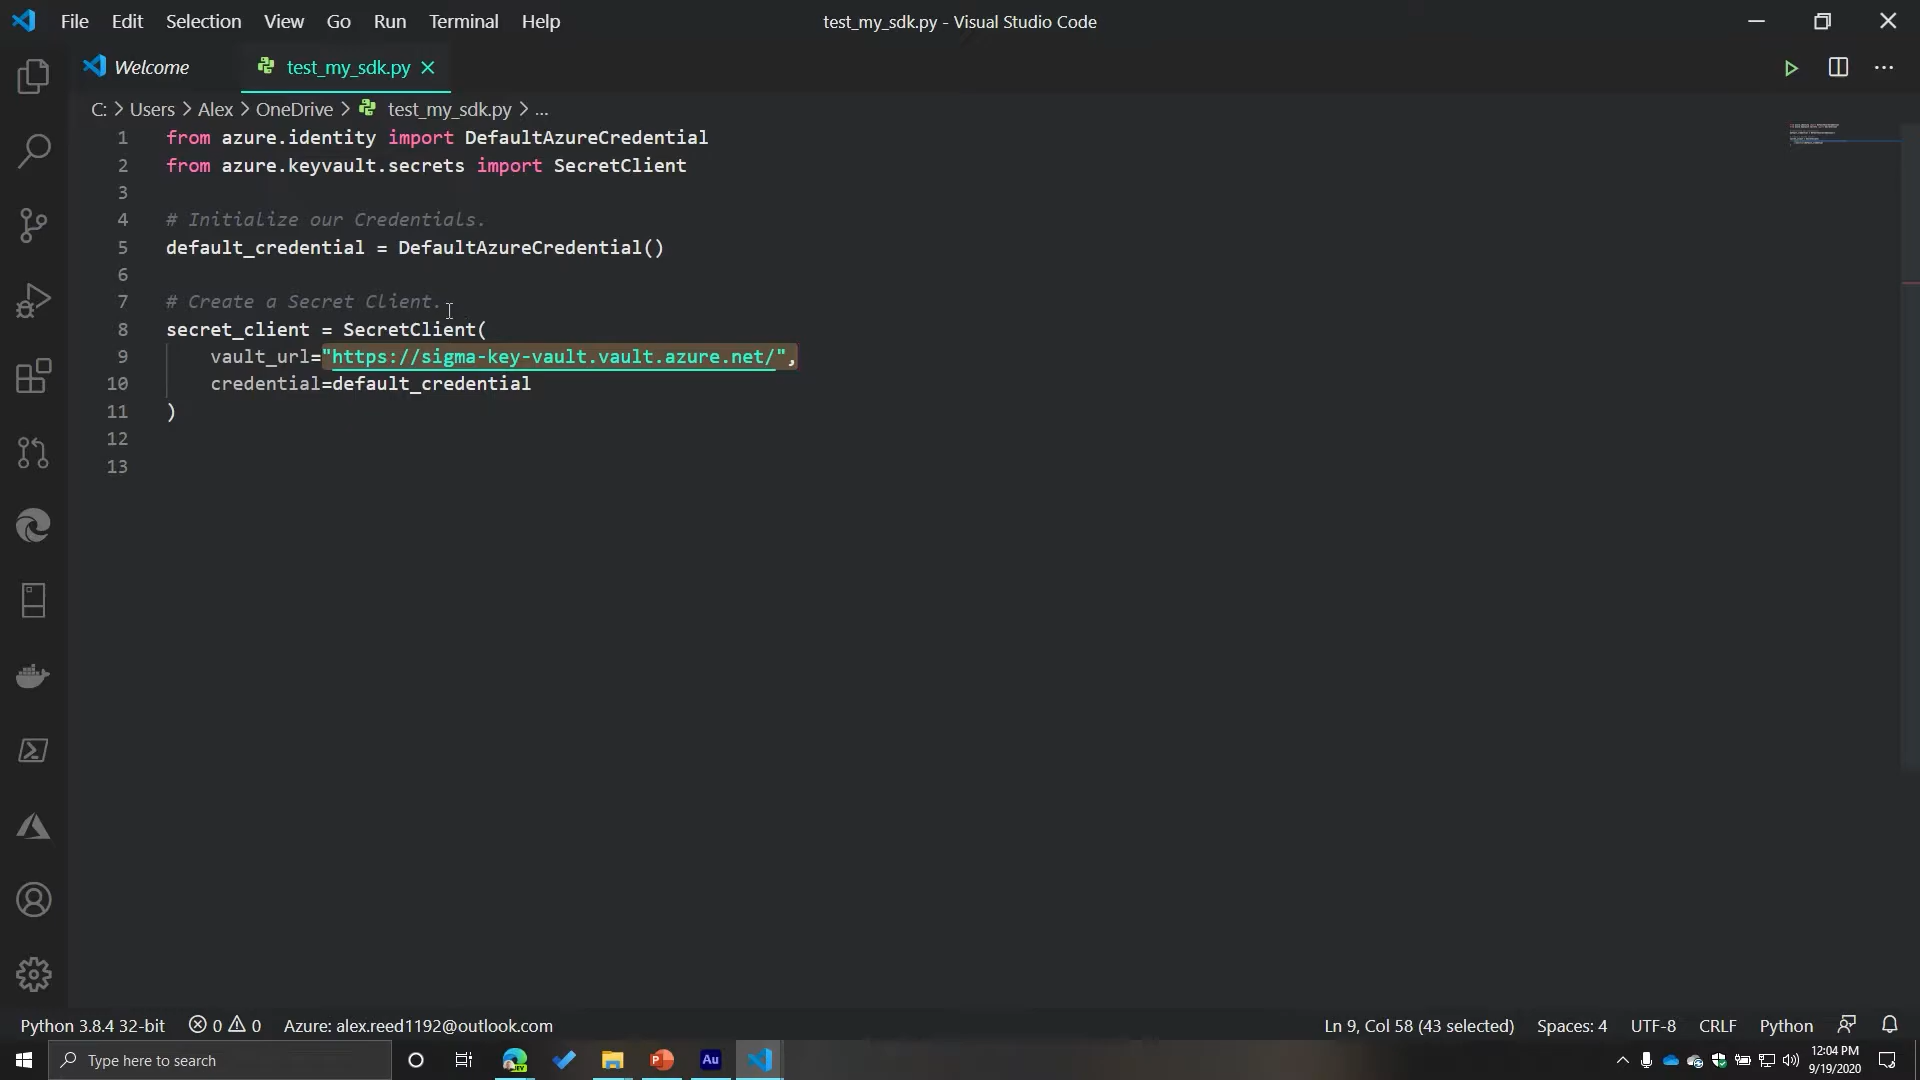 File Edit Selection View Go Run Terminal Help
test_my_sdk.py - Visual Studio Code
Welcome
test_my_sdk.py
C: > Users > Alex > OneDrive > test_my_sdk.py > ...
1 from azure.identity import DefaultAzureCredential
2 from azure.keyvault.secrets import SecretClient
3
4 # Initialize our Credentials.
5 default_credential = DefaultAzureCredential()
6
7 # Create a Secret Client.
8 secret_client = SecretClient(
9 vault_url="https://sigma-key-vault.vault.azure.net/",
10 credential=default_credential
11 )
12
13
Python 3.8.4 32-bit 0 0 Azure: alex.reed1192@outlook.com
Ln 9, Col 58 (43 selected) Spaces: 4 UTF-8 CRLF Python
Type here to search
Au
12:04 PM
9/19/2020